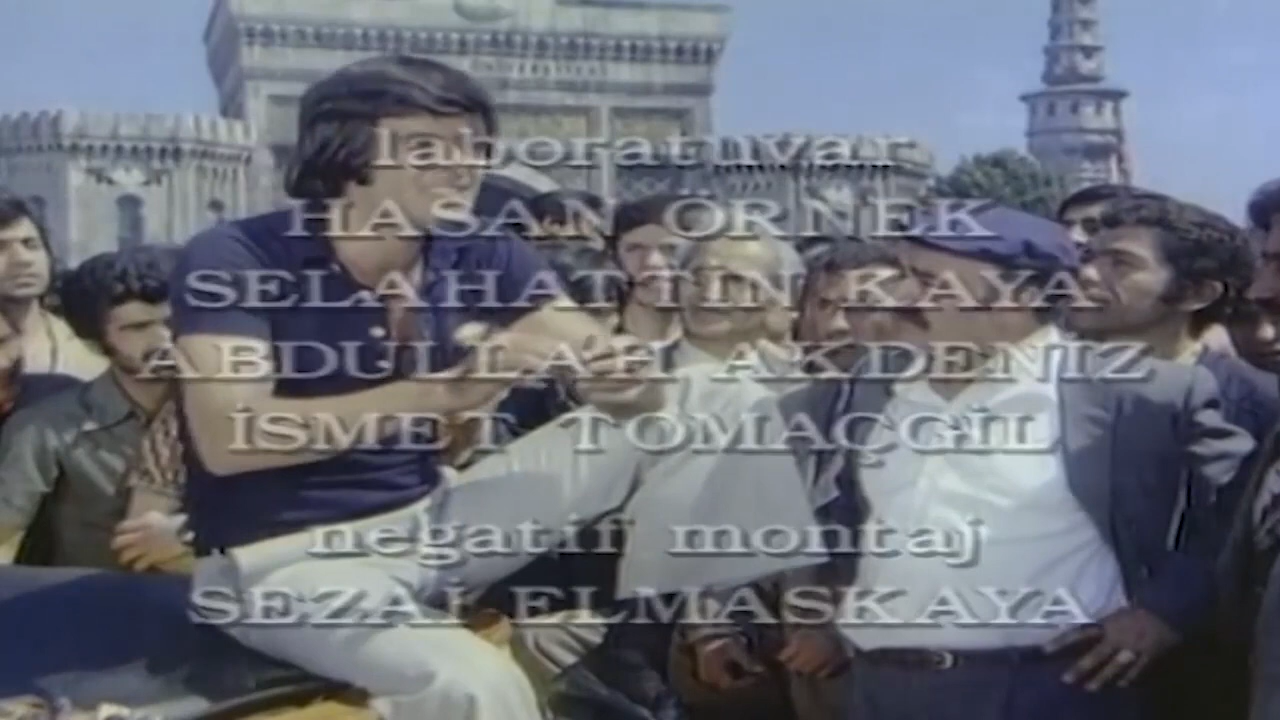 laboratuvar
HASAN ÖRNEK
SELAHATTİN KAYA
ABDULLAH AKDENİZ
İSMET TOMAÇGİL
negatif montaj
SEZAİ ELMASKAYA